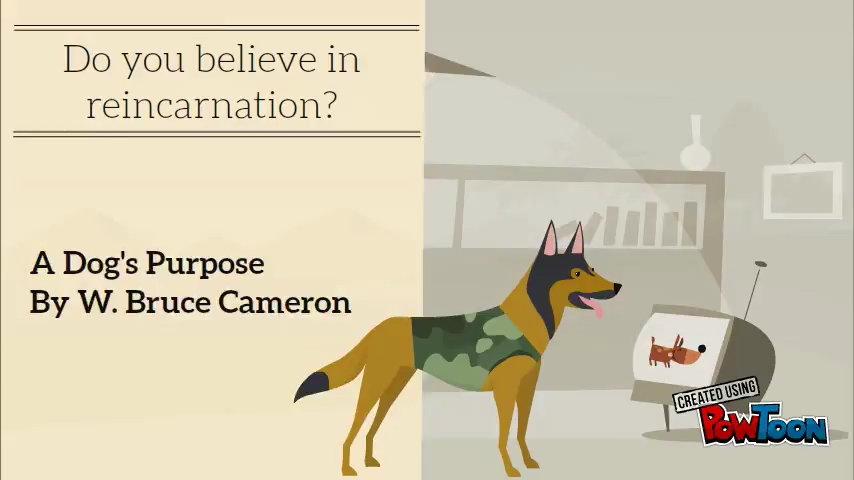 Do you believe in
reincarnation?
A Dog's Purpose
By W. Bruce Cameron
CREATED USING
POWTOON